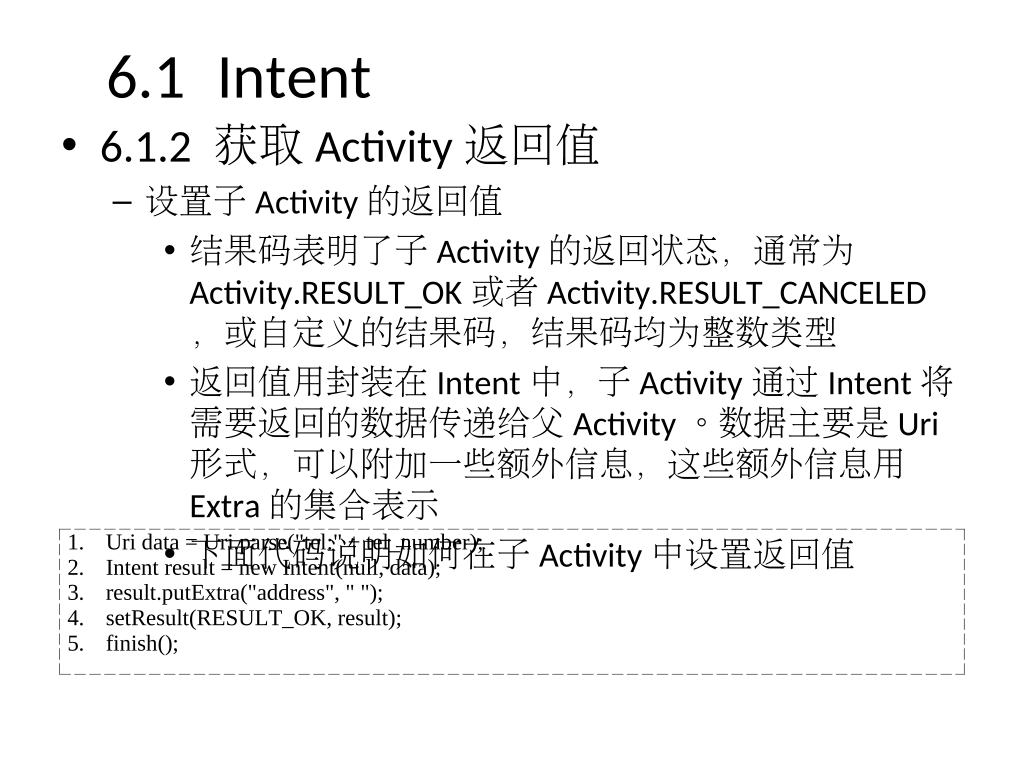 6.1 Intent
• 6.1.2 获取 Activity 返回值
– 设置子 Activity 的返回值
• 结果码表明了子 Activity 的返回状态，通常为
Activity.RESULT_OK 或者 Activity.RESULT_CANCELED
，或自定义的结果码，结果码均为整数类型
• 返回值用封装在 Intent 中，子 Activity 通过 Intent 将
需要返回的数据传递给父 Activity 。数据主要是 Uri
形式，可以附加一些额外信息，这些额外信息用
Extra 的集合表示
• 下面代码说明如何在子 Activity 中设置返回值
1. Uri data = Uri.parse("tel:" + tel_number);
2. Intent result = new Intent(null, data);
3. result.putExtra("address", " ");
4. setResult(RESULT_OK, result);
5. finish();